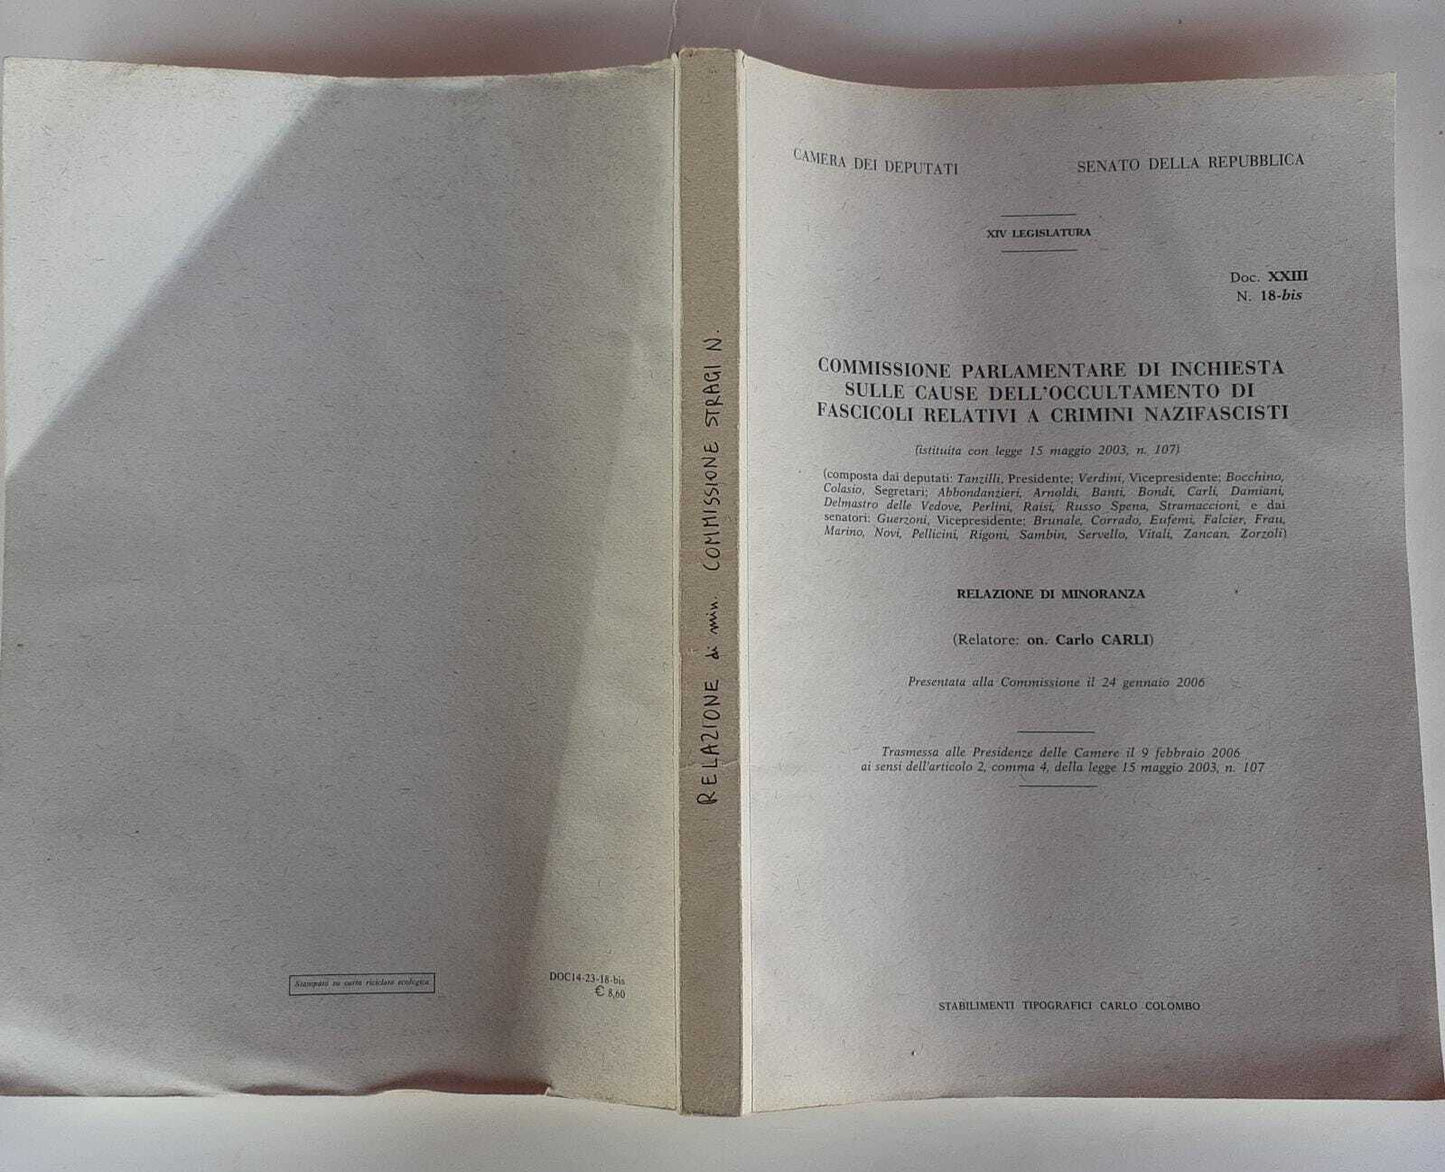 Stampato su carta riciclata ecologica
DOC14-23-18-bis
€ 8,60
RELAZIONE di min. COMMISSIONE STRAGI N.
CAMERA DEI DEPUTATI SENATO DELLA REPUBBLICA
XIV LEGISLATURA
Doc. XXIII
N. 18-bis
COMMISSIONE PARLAMENTARE DI INCHIESTA
SULLE CAUSE DELL'OCCULTAMENTO DI
FASCICOLI RELATIVI A CRIMINI NAZIFASCISTI
(istituita con legge 15 maggio 2003, n. 107)
(composta dai deputati: Tanzilli, Presidente; Verdini, Vicepresidente; Bocchino,
Colasio, Segretari; Abbondanzieri, Arnoldi, Banti, Bondi, Carli, Damiani,
Delmastro delle Vedove, Perlini, Raisi, Russo Spena, Stramaccioni, e dai
senatori: Guerzoni, Vicepresidente; Brunale, Corrado, Eufemi, Falcier, Frau,
Marino, Novi, Pellicini, Rigoni, Sambin, Servello, Vitali, Zancan, Zorzoli)
RELAZIONE DI MINORANZA
(Relatore: on. Carlo CARLI)
Presentata alla Commissione il 24 gennaio 2006
Trasmessa alle Presidenze delle Camere il 9 febbraio 2006
ai sensi dell'articolo 2, comma 4, della legge 15 maggio 2003, n. 107
STABILIMENTI TIPOGRAFICI CARLO COLOMBO